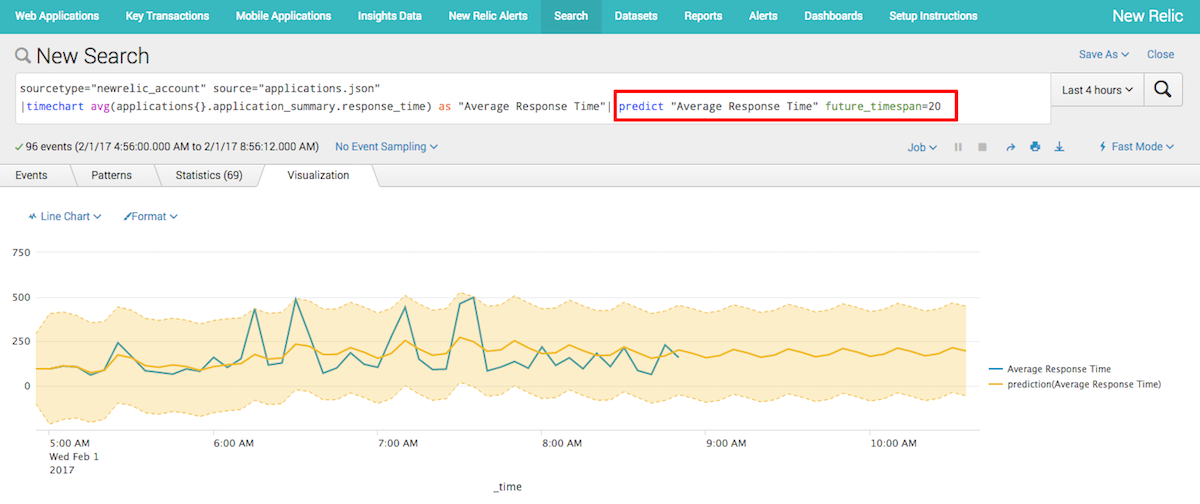 Web Applications Key Transactions Mobile Applications Insights Data New Relic Alerts Search Datasets Reports Alerts Dashboards Setup Instructions New Relic
New Search Save As Close
sourcetype="newrelic_account" source="applications.json"
|timechart avg(applications{}.application_summary.response_time) as "Average Response Time"| predict "Average Response Time" future_timespan=20
Last 4 hours
96 events (2/1/17 4:56:00.000 AM to 2/1/17 8:56:12.000 AM) No Event Sampling Job Fast Mode
Events Patterns Statistics (69) Visualization
Line Chart Format
750
500
250
0
Average Response Time
prediction(Average Response Time)
5:00 AM 6:00 AM 7:00 AM 8:00 AM 9:00 AM 10:00 AM
Wed Feb 1
2017
_time